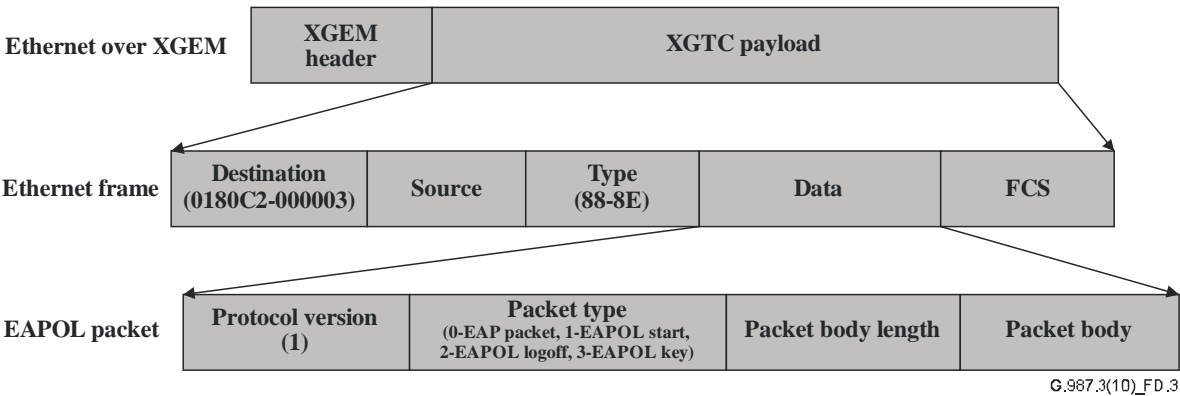 Ethernet over XGEM
XGEM
header
XGTC payload
Ethernet frame
Destination
(0180C2-000003)
Source
Type
(88-8E)
Data
FCS
EAPOL packet
Protocol version
(1)
Packet type
(0-EAP packet, 1-EAPOL start,
2-EAPOL logoff, 3-EAPOL key)
Packet body length
Packet body
G.987.3(10)_FD.3